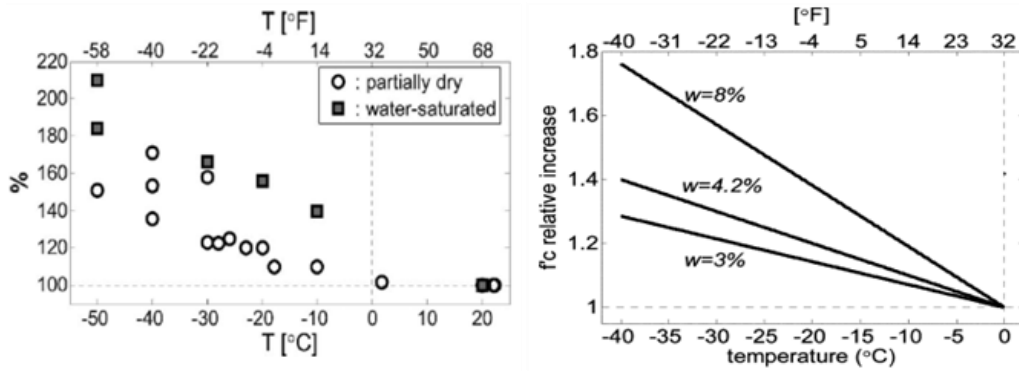 T [°F]
-58 -40 -22 -4 14 32 50 68
220
200
180
160
140
120
100
%
○ : partially dry
■ : water-saturated
-50 -40 -30 -20 -10 0 10 20
T [°C]
[°F]
-40 -31 -22 -13 -4 5 14 23 32
1.8
1.6
1.4
1.2
1
f'c relative increase
w=8%
w=4.2%
w=3%
-40 -35 -30 -25 -20 -15 -10 -5 0
temperature (°C)